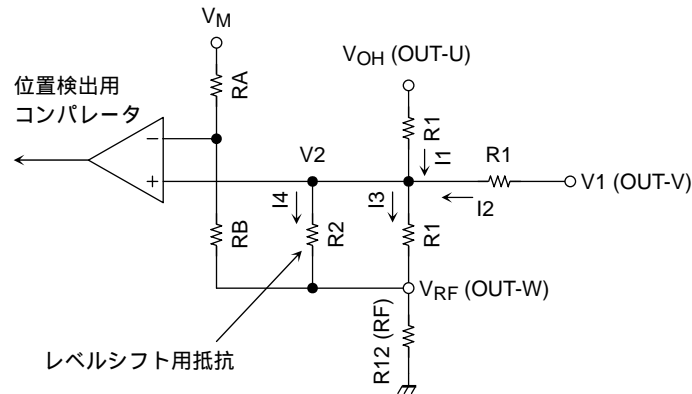 VM
VOH (OUT-U)
位置検出用
コンパレータ
RA
R1
I1
R1
−
V2
V1 (OUT-V)
+
I2
I4
I3
RB
R2
R1
VRF (OUT-W)
R12 (RF)
レベルシフト用抵抗